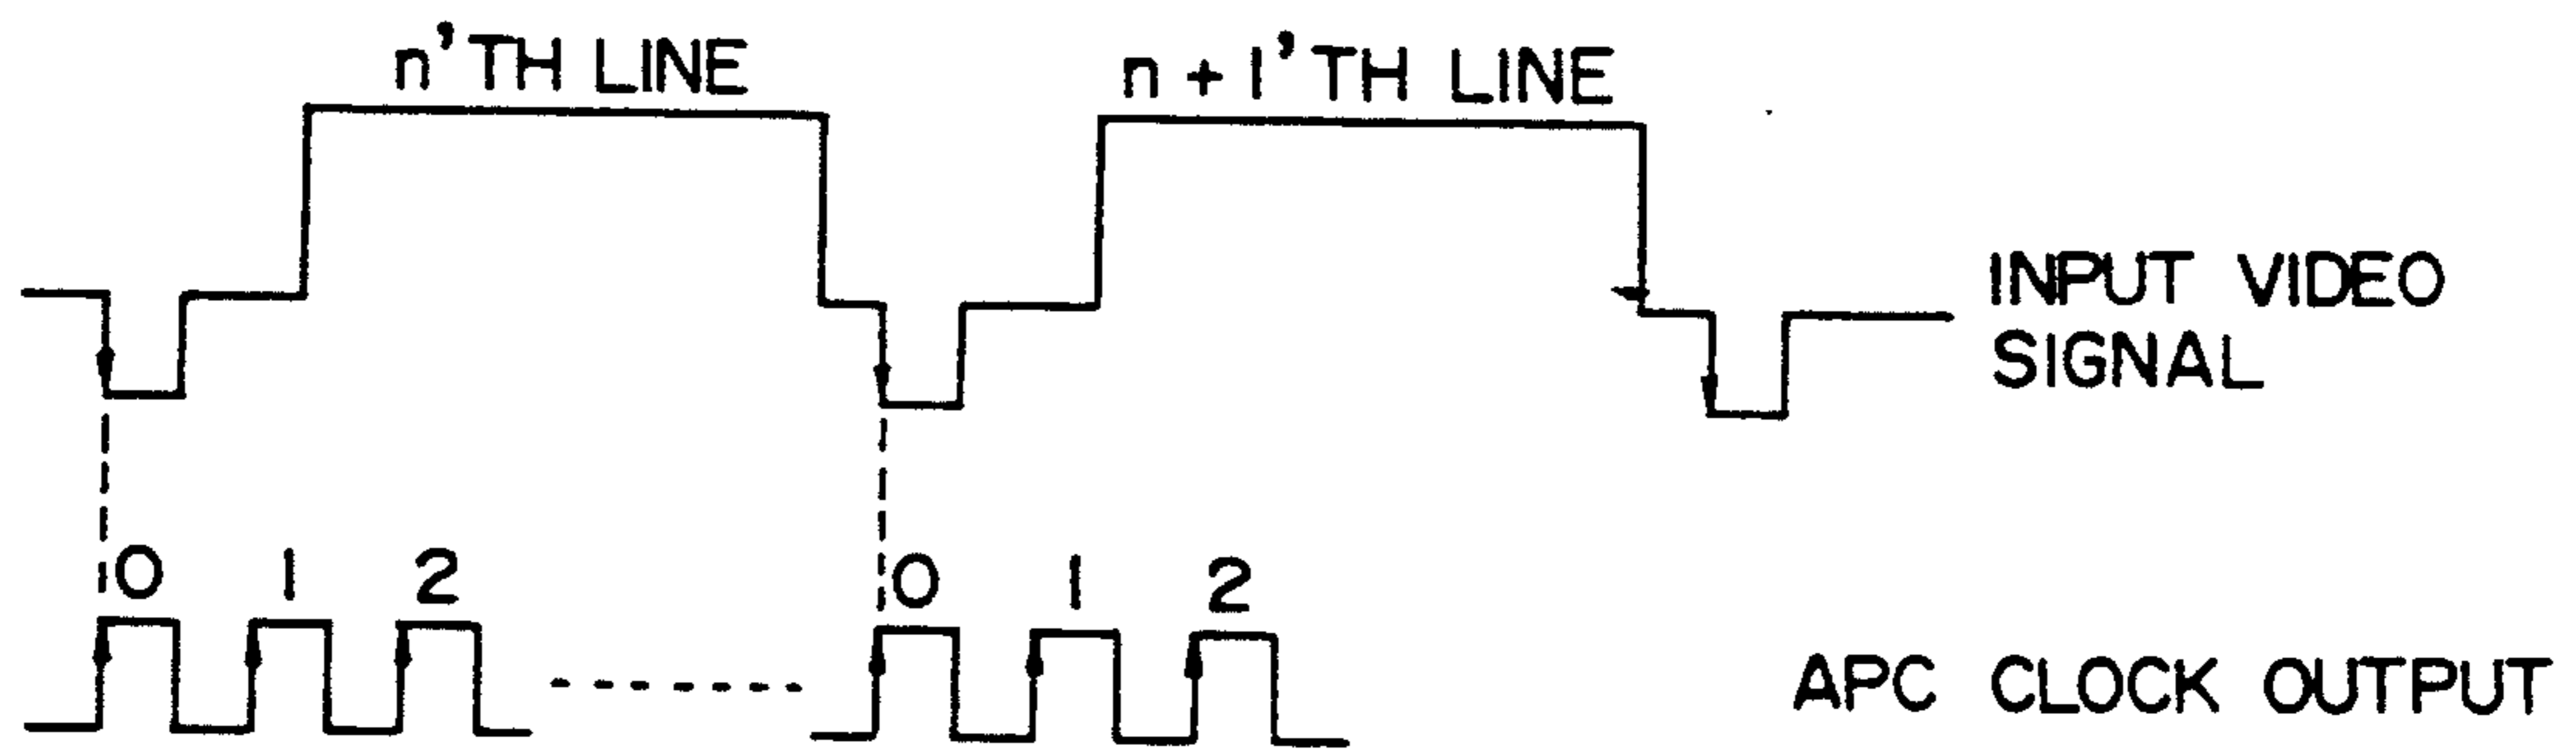 n'TH LINE
n+1'TH LINE
INPUT VIDEO
SIGNAL
0 1 2
0 1 2
APC CLOCK OUTPUT